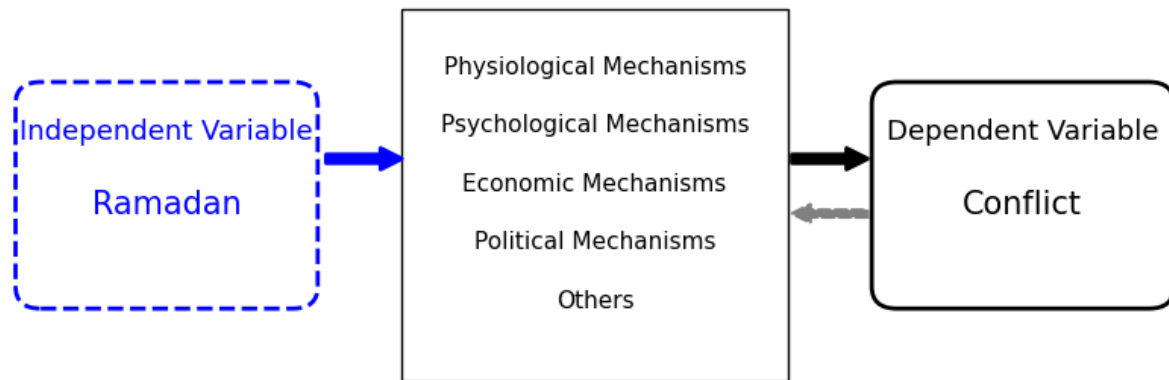 Independent Variable
Ramadan
Physiological Mechanisms
Psychological Mechanisms
Economic Mechanisms
Political Mechanisms
Others
Dependent Variable
Conflict